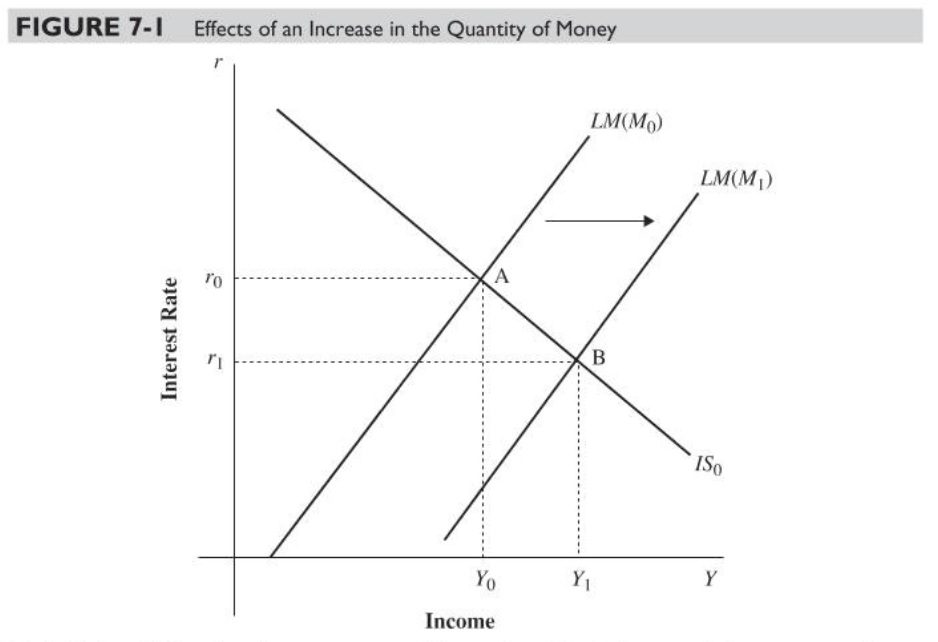 FIGURE 7-1 Effects of an Increase in the Quantity of Money
r
LM(M₀)
LM(M₁)
r₀
A
r₁
B
Interest Rate
IS₀
Y₀
Y₁
Y
Income